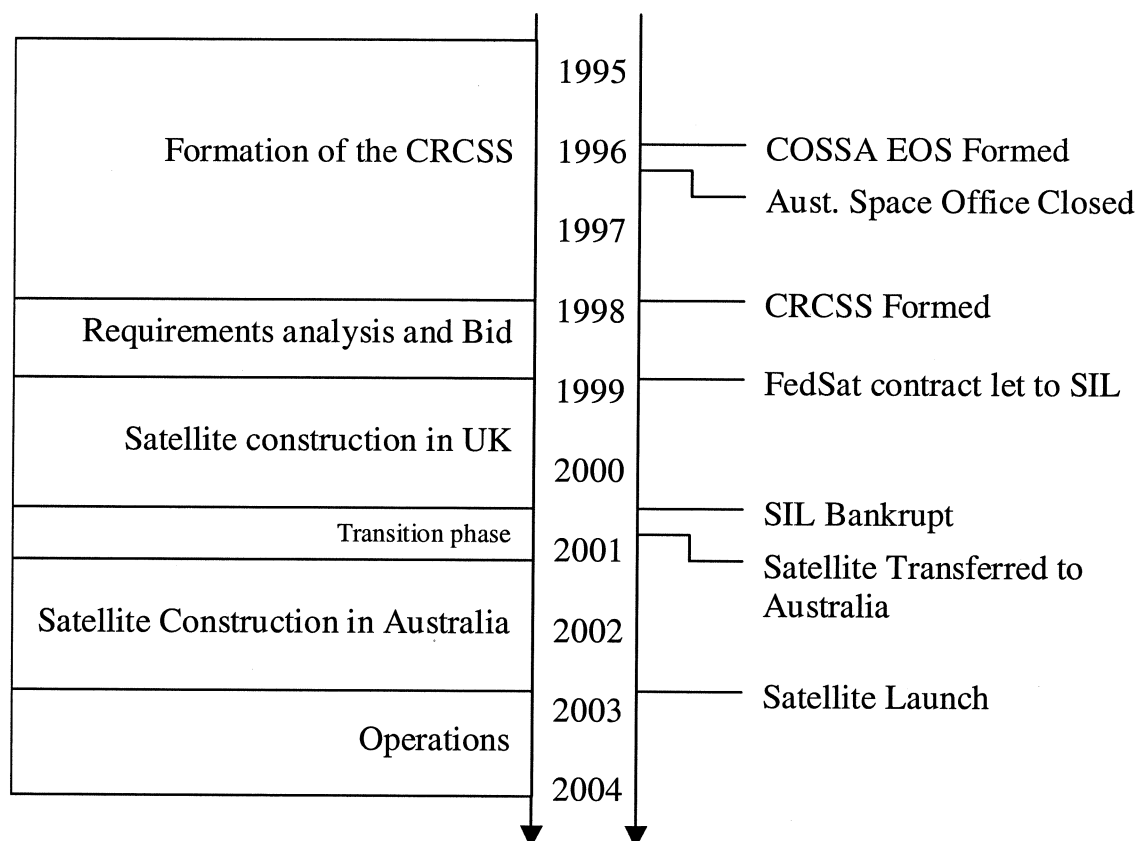 1995
Formation of the CRCSS
1996
COSSA EOS Formed
Aust. Space Office Closed
1997
1998
CRCSS Formed
Requirements analysis and Bid
1999
FedSat contract let to SIL
Satellite construction in UK
2000
SIL Bankrupt
Transition phase
2001
Satellite Transferred to
Australia
Satellite Construction in Australia
2002
2003
Satellite Launch
Operations
2004